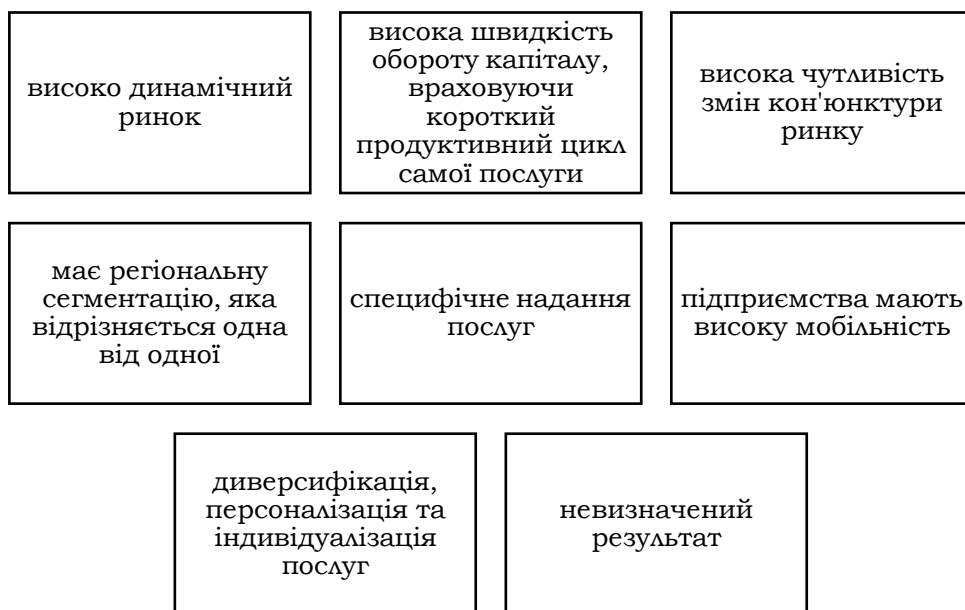 високо динамічний
ринок
висока швидкість
обороту капіталу,
враховуючи
короткий
продуктивний цикл
самої послуги
висока чутливість
змін кон'юнктури
ринку
має регіональну
сегментацію, яка
відрізняється одна
від одної
специфічне надання
послуг
підприємства мають
високу мобільність
диверсифікація,
персоналізація та
індивідуалізація
послуг
невизначений
результат